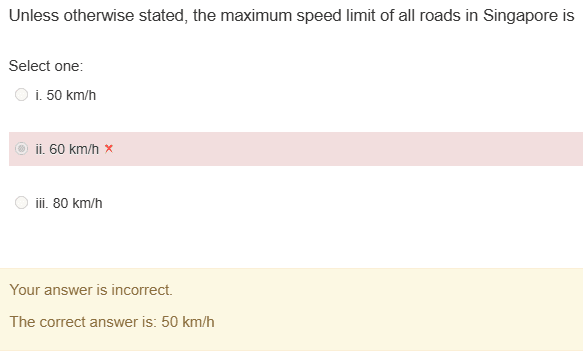 Unless otherwise stated, the maximum speed limit of all roads in Singapore is
Select one:
i. 50 km/h
ii. 60 km/h
iii. 80 km/h
Your answer is incorrect.
The correct answer is: 50 km/h